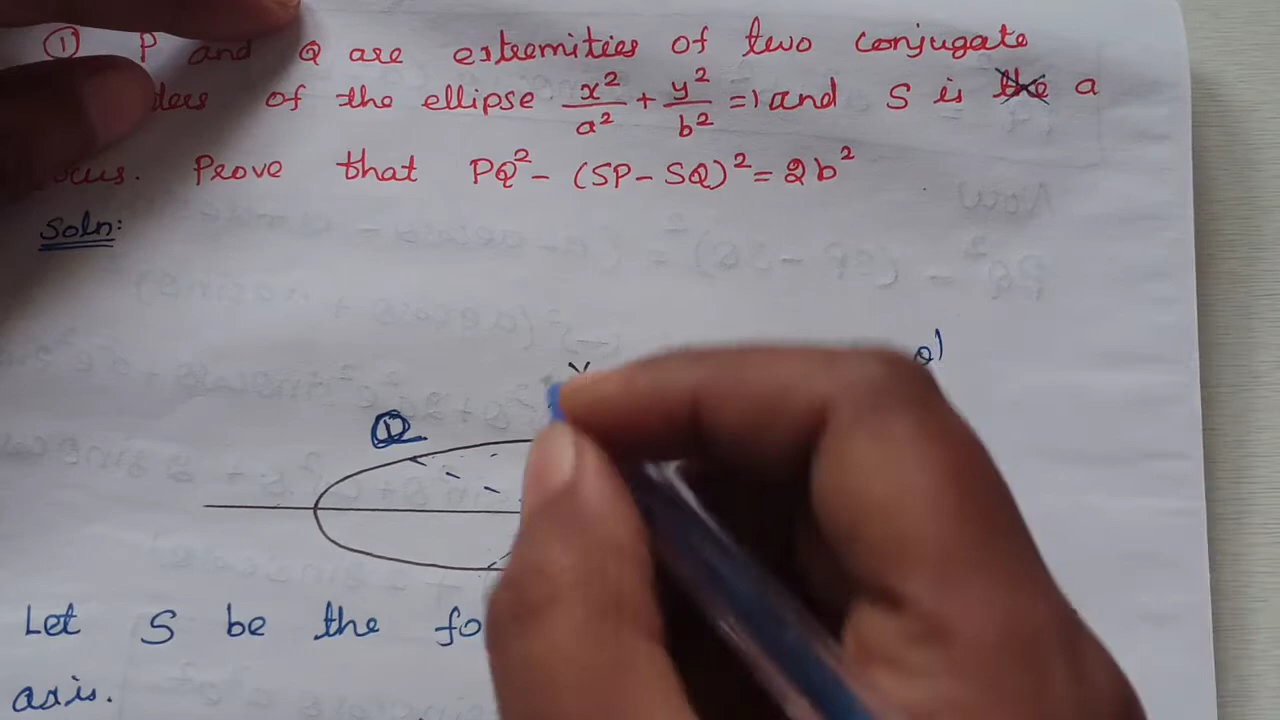 ① P and Q are extremities of two conjugate
of the ellipse x²/a² + y²/b² = 1 and S is a
Prove that PQ² - (SP - SQ)² = 2b²
Soln:
Y
Let S be the
axis.